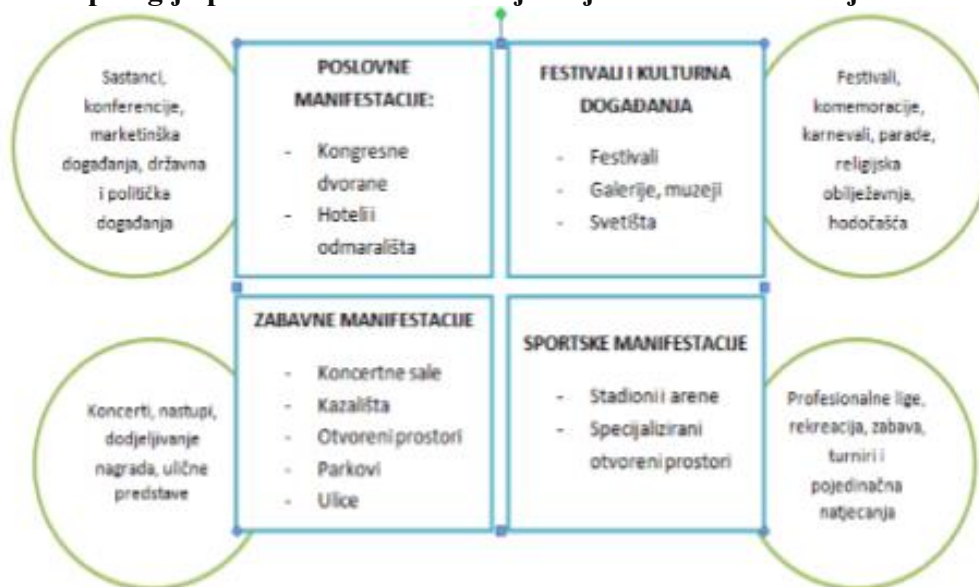 Sastanci,
konferencije,
marketinška
događanja, državna
i politička
događanja
POSLOVNE
MANIFESTACIJE:
- Kongresne
dvorane
- Hoteli i
odmarališta
FESTIVALI I KULTURNA
DOGAĐANJA
- Festivali
- Galerije, muzeji
- Svetišta
Festivali,
komemoracije,
karnevali, parade,
religijska
obilježavnja,
hodočašća
Koncerti, nastupi,
dodjeljivanje
nagrada, ulične
predstave
ZABAVNE MANIFESTACIJE
- Koncertne sale
- Kazališta
- Otvoreni prostori
- Parkovi
- Ulice
SPORTSKE MANIFESTACIJE
- Stadioni i arene
- Specijalizirani
otvoreni prostori
Profesionalne lige,
rekreacija, zabava,
turniri i
pojedinačna
natjecanja